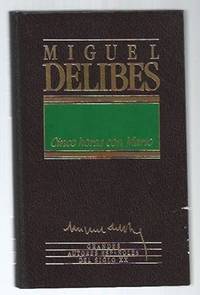 MIGUEL
DELIBES
Cinco horas con Mario
GRANDES
AUTORES ESPAÑOLES
DEL SIGLO XX